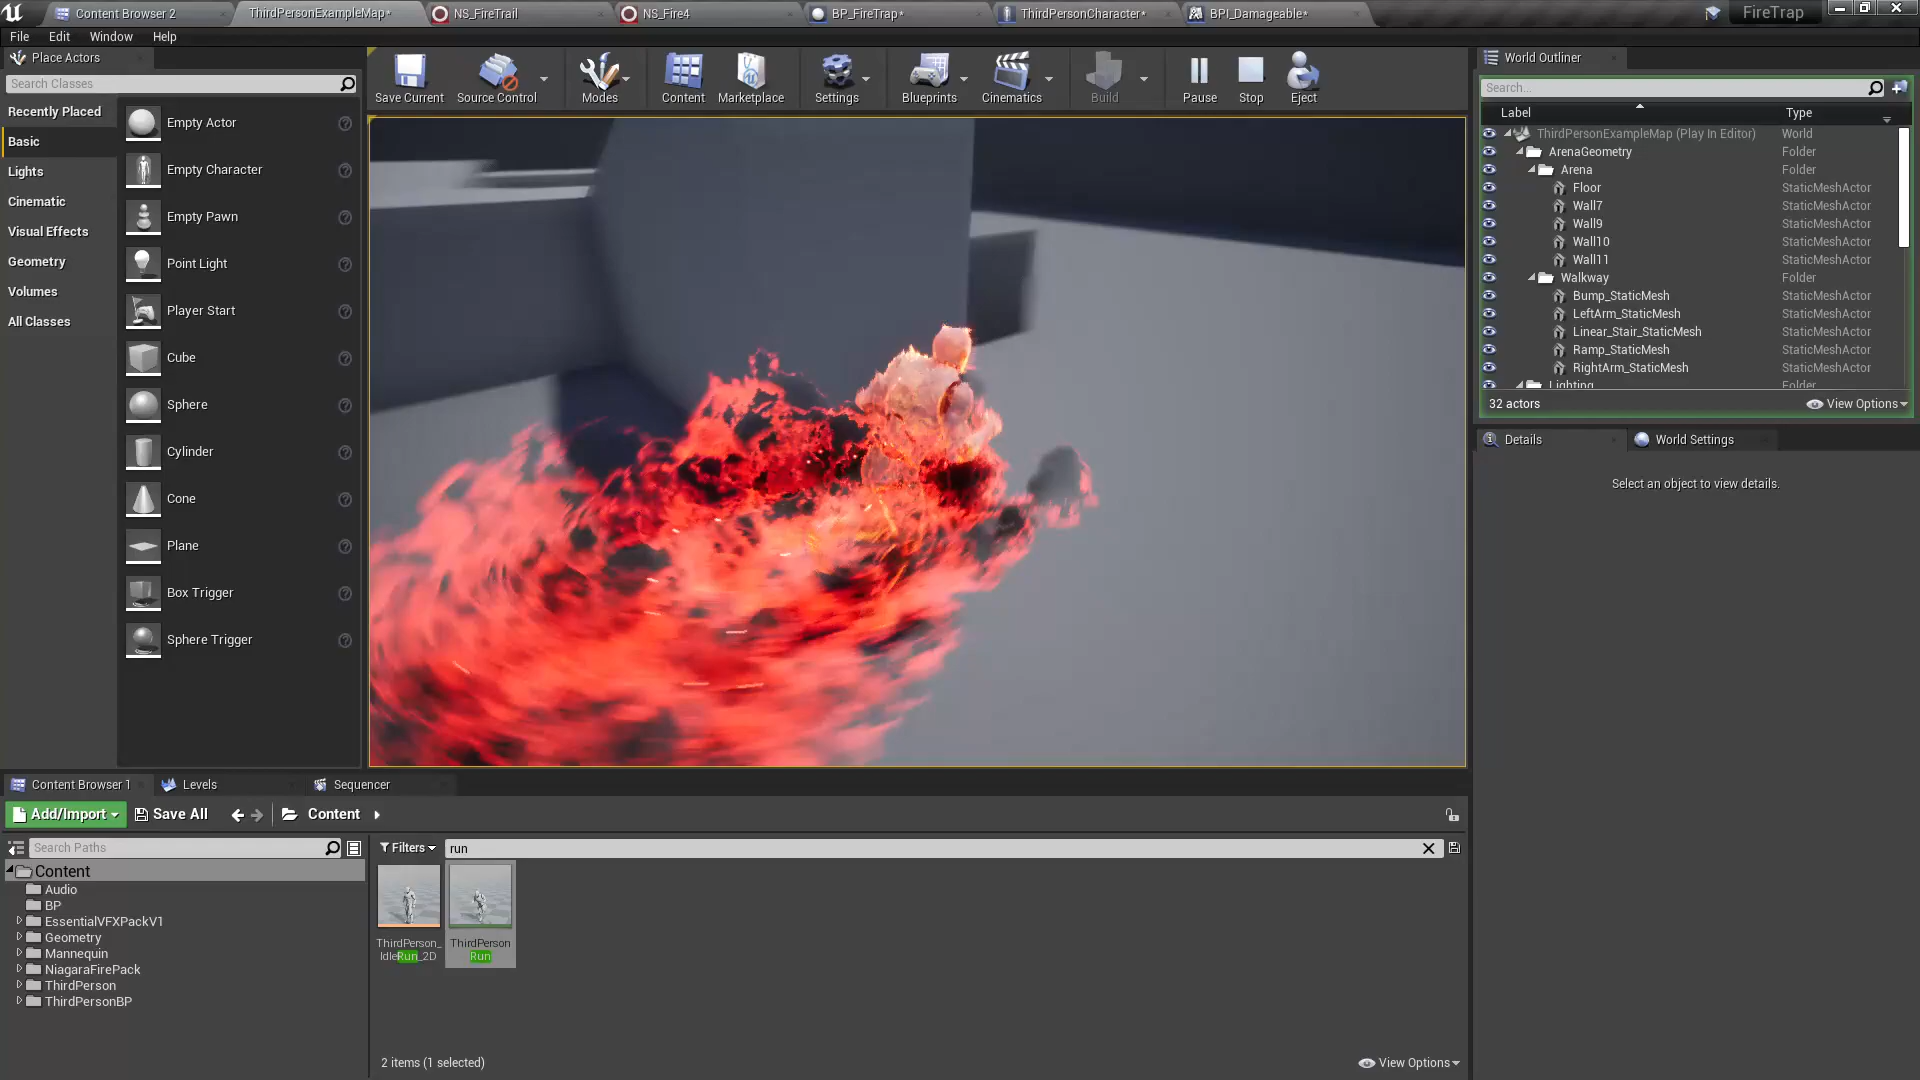 Content Browser 2
ThirdPersonExampleMap*
NS_FireTrail
NS_Fire4
BP_FireTrap*
ThirdPersonCharacter*
BPI_Damageable*
FireTrap
File
Edit
Window
Help
Place Actors
Search Classes
Recently Placed
Basic
Lights
Cinematic
Visual Effects
Geometry
Volumes
All Classes
Empty Actor
Empty Character
Empty Pawn
Point Light
Player Start
Cube
Sphere
Cylinder
Cone
Plane
Box Trigger
Sphere Trigger
Save Current
Source Control
Modes
Content
Marketplace
Settings
Blueprints
Cinematics
Build
Pause
Stop
Eject
World Outliner
Search...
Label
Type
ThirdPersonExampleMap (Play In Editor)
World
ArenaGeometry
Folder
Arena
Folder
Floor
StaticMeshActor
Wall7
StaticMeshActor
Wall9
StaticMeshActor
Wall10
StaticMeshActor
Wall11
StaticMeshActor
Walkway
Folder
Bump_StaticMesh
StaticMeshActor
LeftArm_StaticMesh
StaticMeshActor
Linear_Stair_StaticMesh
StaticMeshActor
Ramp_StaticMesh
StaticMeshActor
RightArm_StaticMesh
StaticMeshActor
Lighting
Folder
32 actors
View Options
Details
World Settings
Select an object to view details.
Content Browser 1
Levels
Sequencer
Add/Import
Save All
Content
Search Paths
Filters
run
Content
Audio
BP
EssentialVFXPackV1
Geometry
Mannequin
NiagaraFirePack
ThirdPerson
ThirdPersonBP
ThirdPerson_
IdleRun_2D
ThirdPerson
Run
2 items (1 selected)
View Options